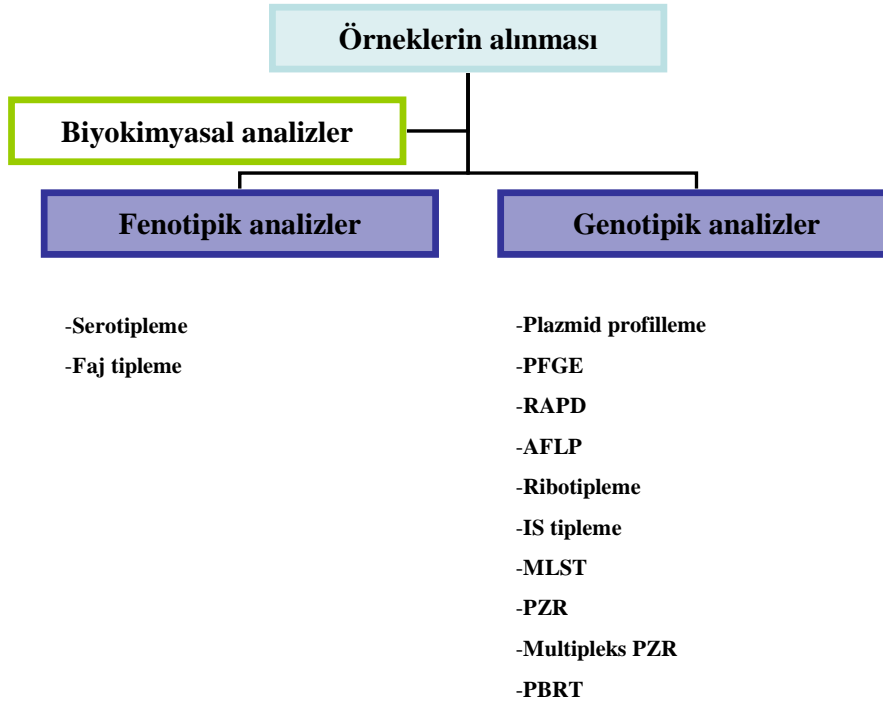 Örneklerin alınması
Biyokimyasal analizler
Fenotipik analizler
Genotipik analizler
-Serotipleme
-Faj tipleme
-Plazmid profilleme
-PFGE
-RAPD
-AFLP
-Ribotipleme
-IS tipleme
-MLST
-PZR
-Multipleks PZR
-PBRT